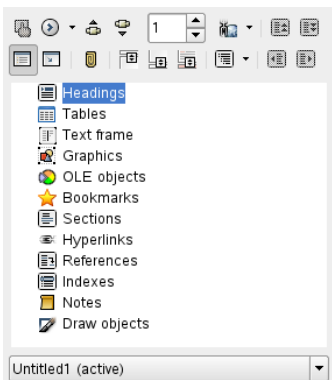 1
Headings
Tables
Text frame
Graphics
OLE objects
Bookmarks
Sections
Hyperlinks
References
Indexes
Notes
Draw objects
Untitled1 (active)